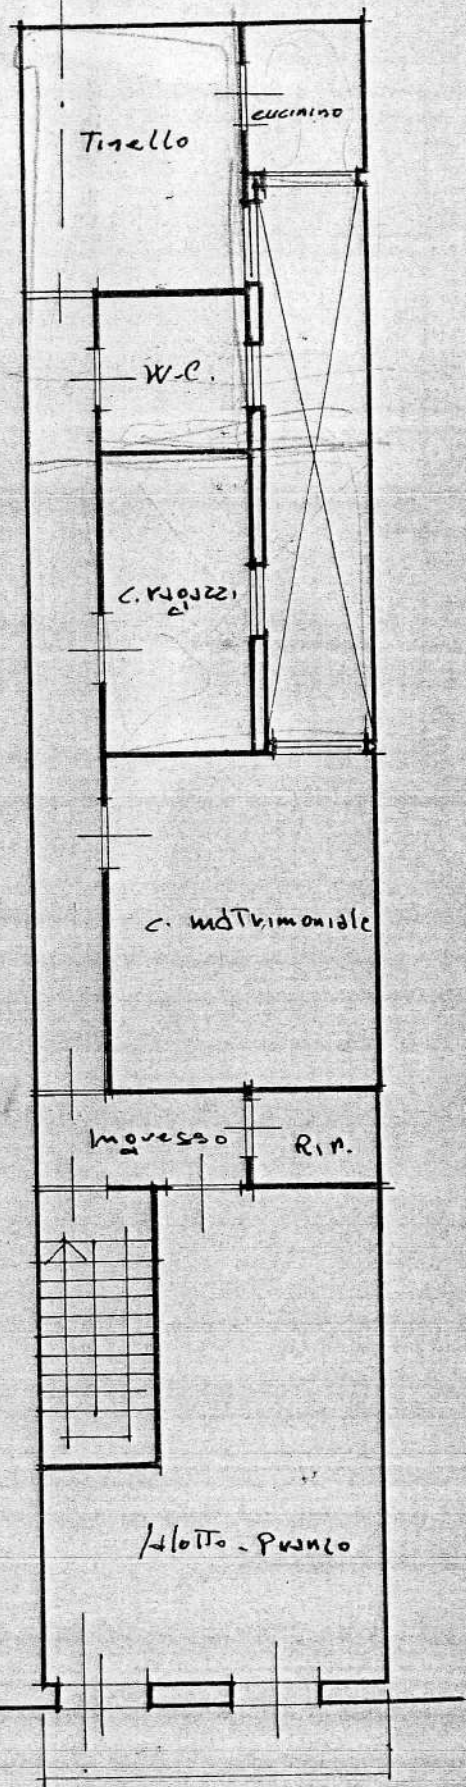 Tinello
cucinino
W.C.
C. ragazzi
c. matrimoniale
Ingresso
Rip.
salotto - Pranzo